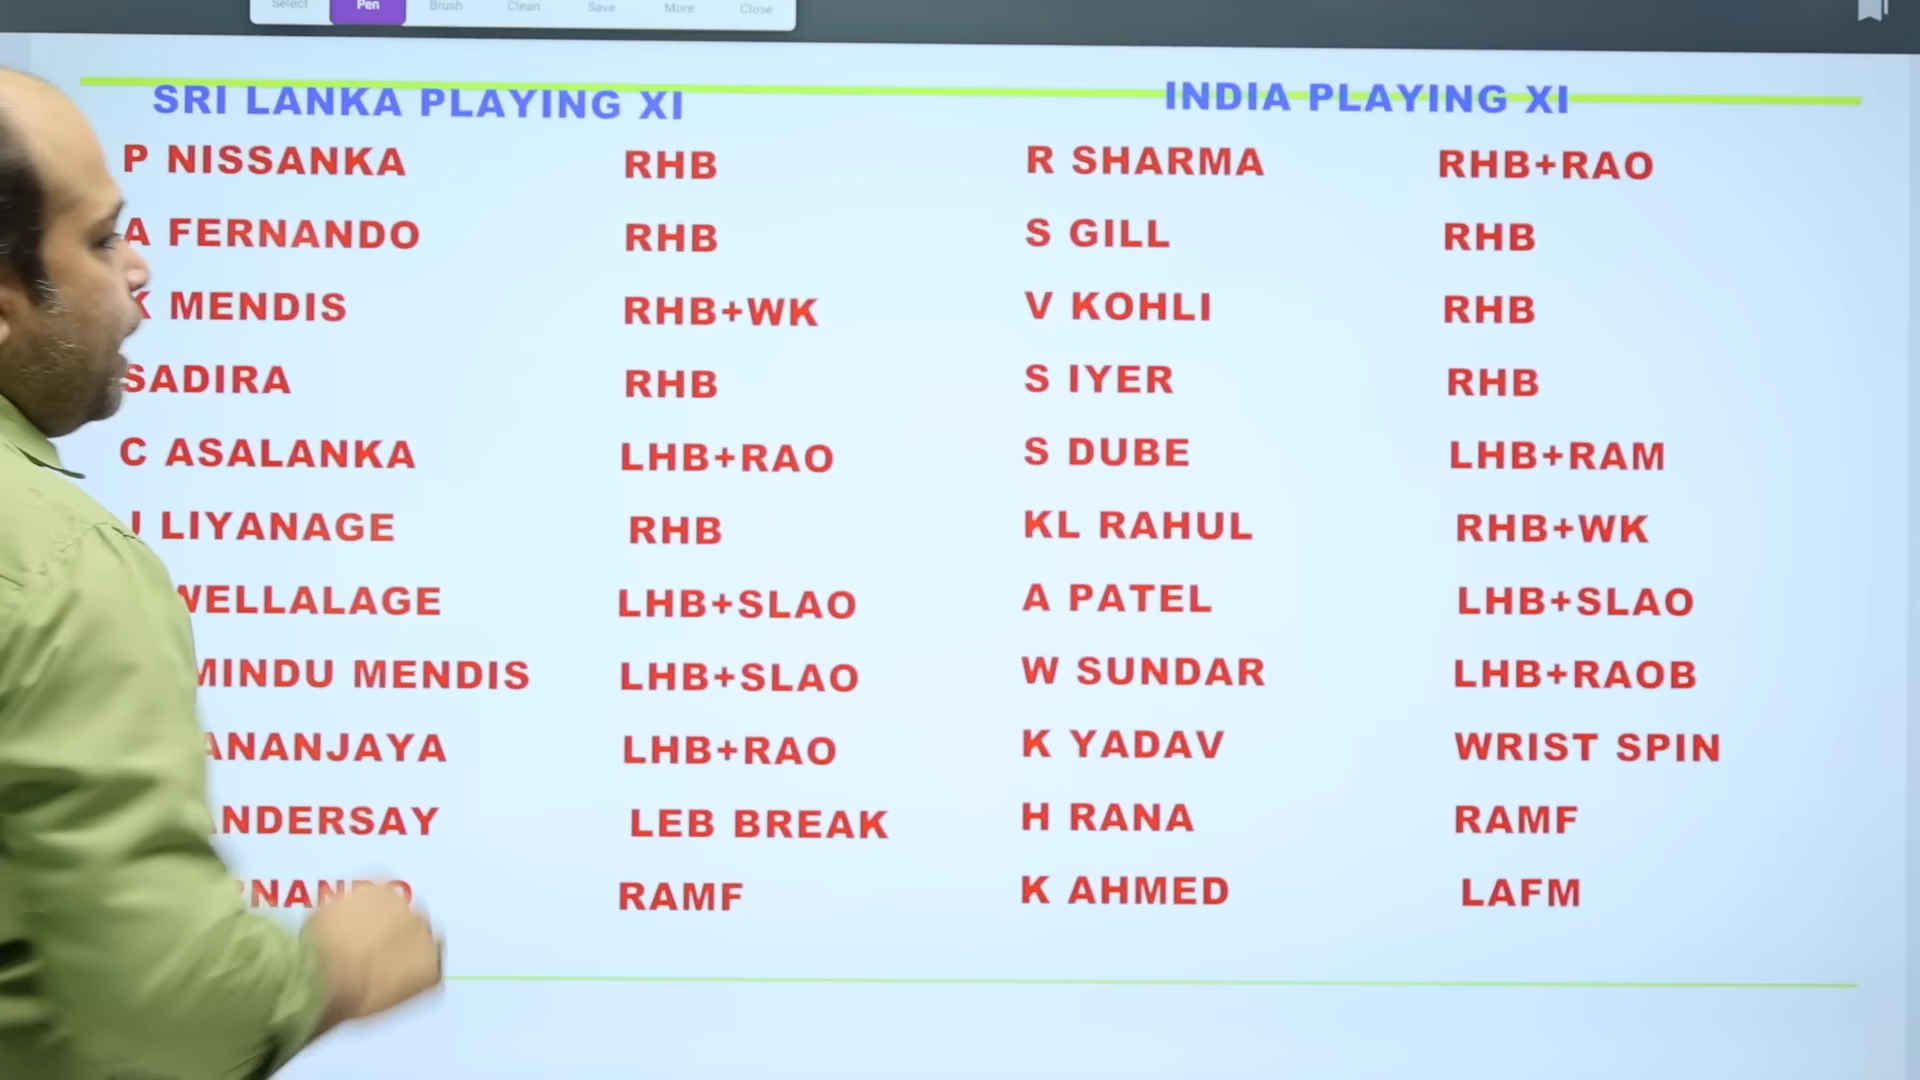 Select Pen Brush Clean Save More Close
SRI LANKA PLAYING XI
P NISSANKA RHB
A FERNANDO RHB
K MENDIS RHB+WK
SADIRA RHB
C ASALANKA LHB+RAO
J LIYANAGE RHB
WELLALAGE LHB+SLAO
MINDU MENDIS LHB+SLAO
ANANJAYA LHB+RAO
NDERSAY LEB BREAK
RNANDO RAMF
INDIA PLAYING XI
R SHARMA RHB+RAO
S GILL RHB
V KOHLI RHB
S IYER RHB
S DUBE LHB+RAM
KL RAHUL RHB+WK
A PATEL LHB+SLAO
W SUNDAR LHB+RAOB
K YADAV WRIST SPIN
H RANA RAMF
K AHMED LAFM